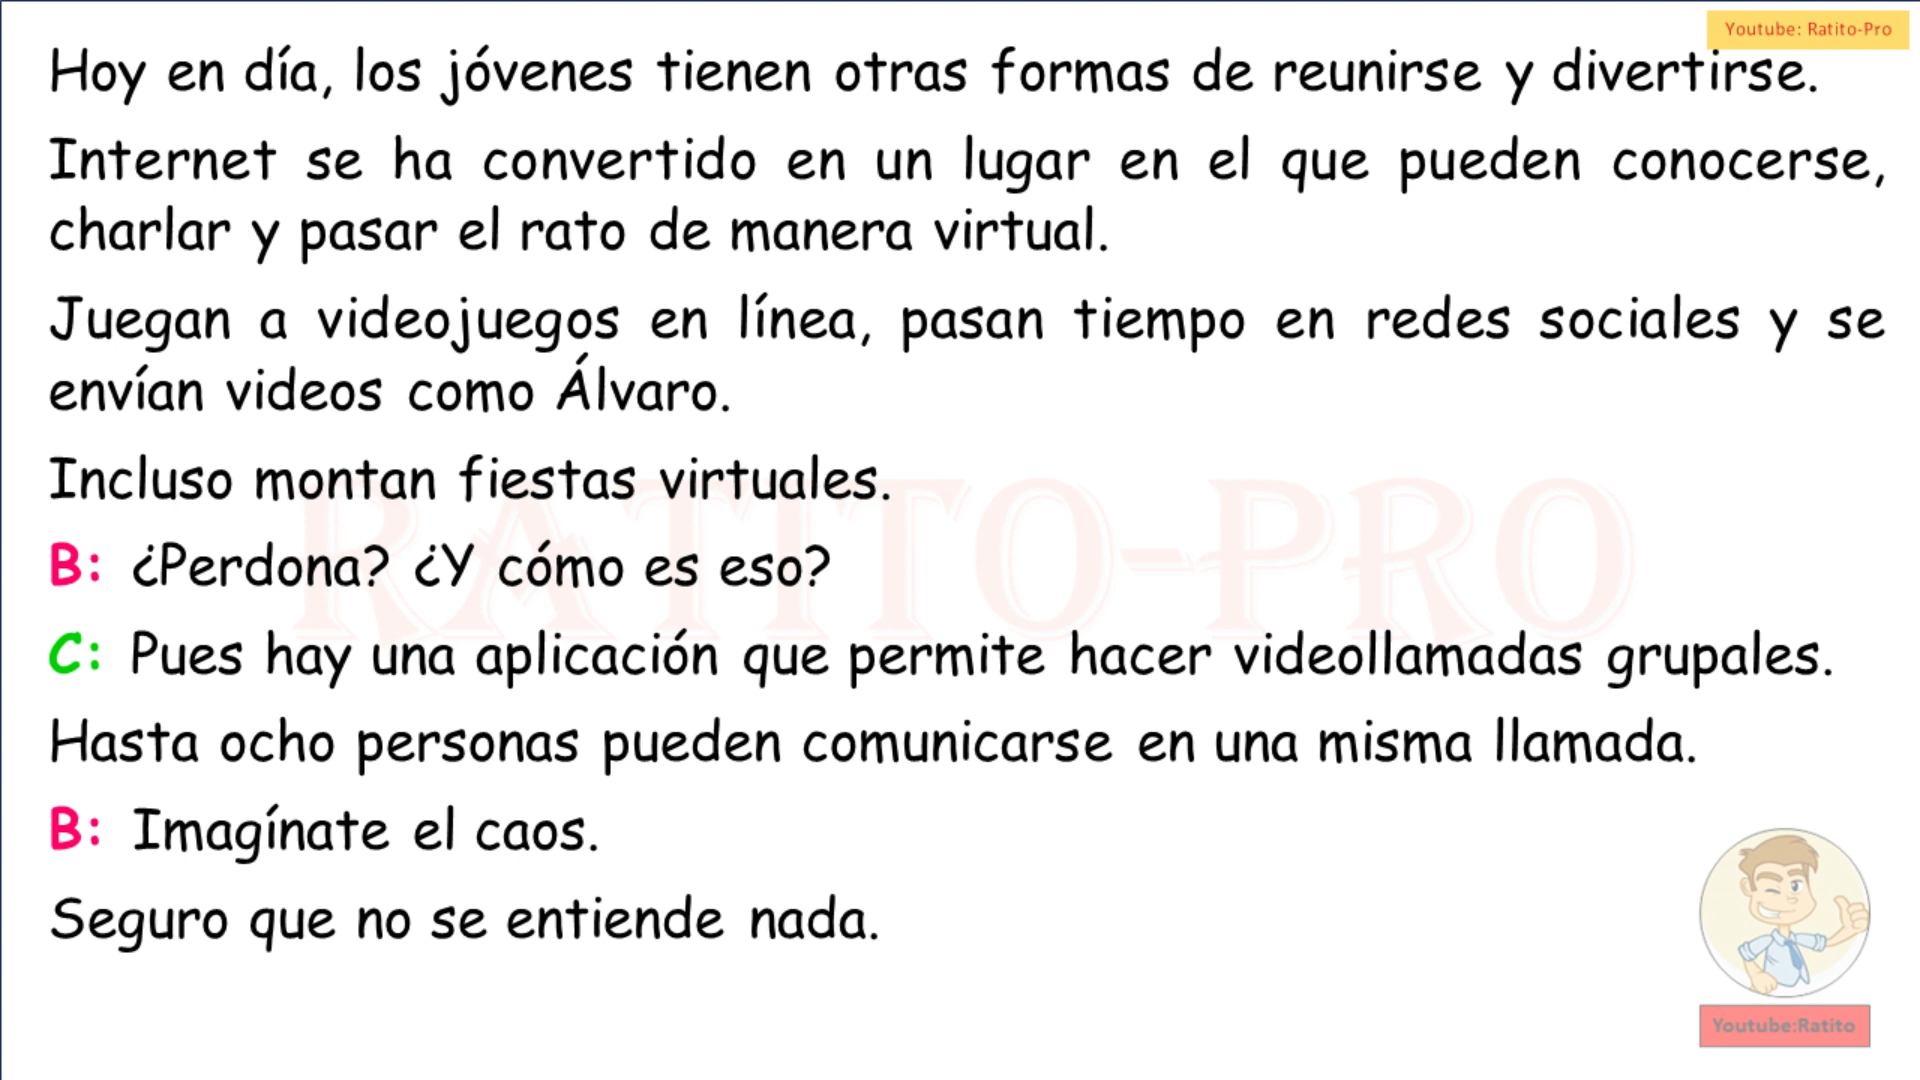 Youtube: Ratito-Pro
Hoy en día, los jóvenes tienen otras formas de reunirse y divertirse.
Internet se ha convertido en un lugar en el que pueden conocerse,
charlar y pasar el rato de manera virtual.
Juegan a videojuegos en línea, pasan tiempo en redes sociales y se
envían videos como Álvaro.
Incluso montan fiestas virtuales.
RATITO-PRO
B: ¿Perdona? ¿Y cómo es eso?
C: Pues hay una aplicación que permite hacer videollamadas grupales.
Hasta ocho personas pueden comunicarse en una misma llamada.
B: Imagínate el caos.
Seguro que no se entiende nada.
Youtube:Ratito